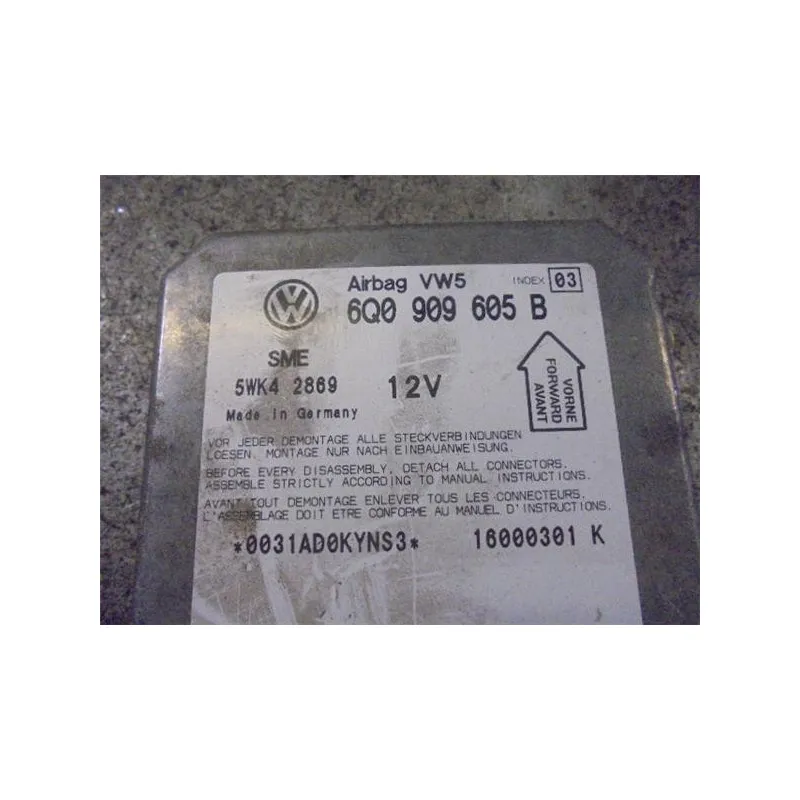 Airbag VW5 INDEX 03
6Q0 909 605 B
SME
5WK4 2869 12V
Made in Germany
VORNE
FORWARD
AVANT
VOR JEDER DEMONTAGE ALLE STECKVERBINDUNGEN
LOESEN. MONTAGE NUR NACH EINBAUANWEISUNG.
BEFORE EVERY DISASSEMBLY, DETACH ALL CONNECTORS.
ASSEMBLE STRICTLY ACCORDING TO MANUAL INSTRUCTIONS.
AVANT TOUT DEMONTAGE ENLEVER TOUS LES CONNECTEURS.
L'ASSEMBLAGE DOIT ETRE CONFORME AU MANUEL D'INSTRUCTIONS.
*0031AD0KYNS3* 16000301 K